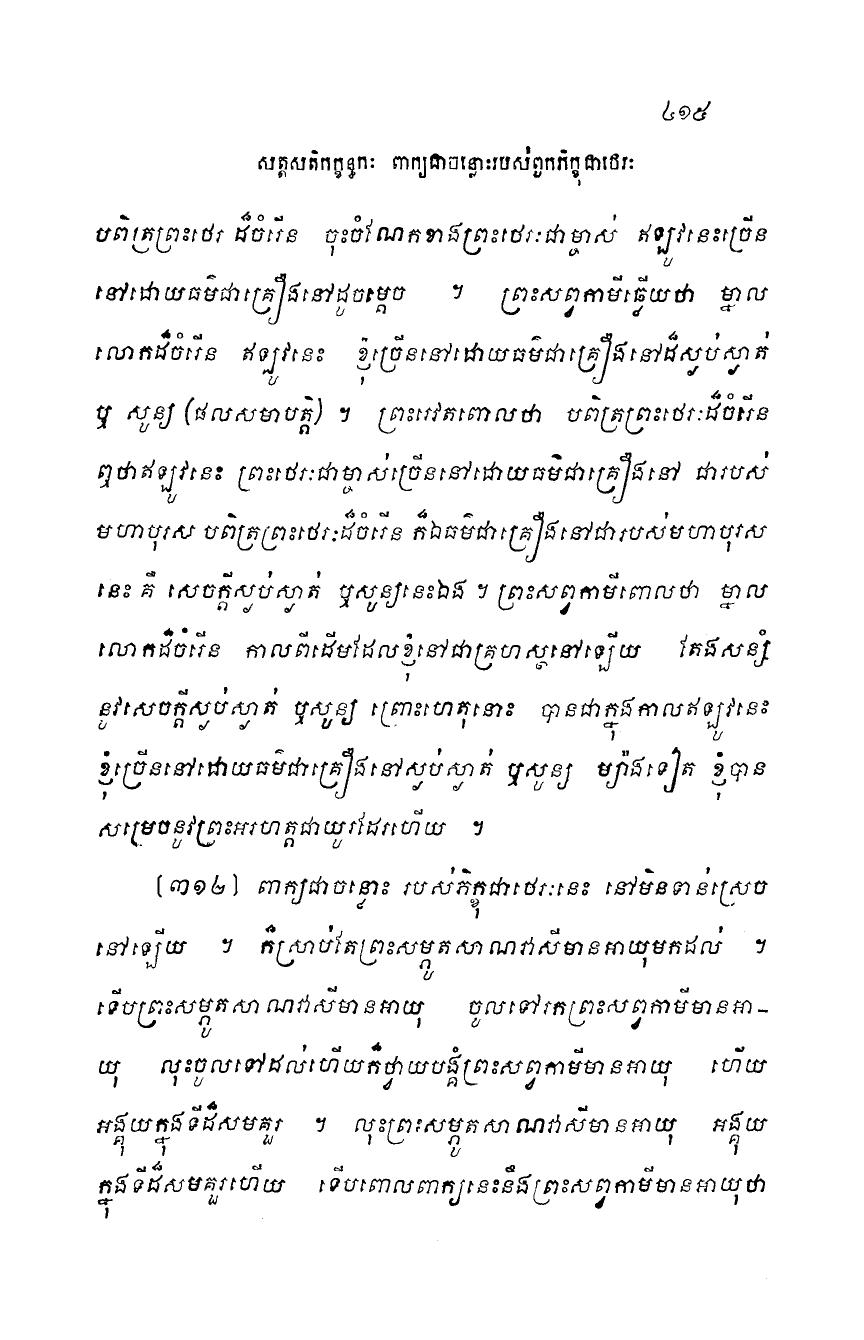 ៤១៥
សត្តសតិកក្ខន្ធកៈ ពាក្យជាចន្លោះរបស់ពួកភិក្ខុជាថេរៈ
បពិត្រព្រះថេរ ដ៏ចំរើន ចុះចំណែកខាងព្រះថេរៈជាម្ចាស់ ឥឡូវនេះច្រើន
នៅដោយធម៌ជាគ្រឿងនៅដូចម្តេច ។ ព្រះសព្វកាមីឆ្លើយថា ម្នាល
លោកដ៏ចំរើន ឥឡូវនេះ ខ្ញុំច្រើននៅដោយធម៌ជាគ្រឿងនៅដ៏ស្ងប់ស្ងាត់
ឬ សូន្យ (ផលសមាបត្តិ) ។ ព្រះរេវតពោលថា បពិត្រព្រះថេរៈដ៏ចំរើន
ឮថាឥឡូវនេះ ព្រះថេរៈជាម្ចាស់ច្រើននៅដោយធម៌ជាគ្រឿងនៅ ជារបស់
មហាបុរស បពិត្រព្រះថេរៈដ៏ចំរើន ក៏ឯធម៌ជាគ្រឿងនៅជារបស់មហាបុរស
នេះ គឺ សេចក្តីស្ងប់ស្ងាត់ ឬសូន្យនេះឯង ។ ព្រះសព្វកាមីពោលថា ម្នាល
លោកដ៏ចំរើន កាលពីដើមដែលខ្ញុំនៅជាគ្រហស្ថនៅឡើយ តែងសន្សំ
នូវសេចក្តីស្ងប់ស្ងាត់ ឬសូន្យ ព្រោះហេតុនោះ បានជាក្នុងកាលឥឡូវនេះ
ខ្ញុំច្រើននៅដោយធម៌ជាគ្រឿងនៅស្ងប់ស្ងាត់ ឬសូន្យ ម្យ៉ាងទៀត ខ្ញុំបាន
សម្រេចនូវព្រះអរហត្តជាយូរដែរហើយ ។
(៣១៤) ពាក្យជាចន្លោះ របស់ភិក្ខុជាថេរៈនេះ នៅមិនទាន់ស្រេច
នៅឡើយ ។ ក៏ស្រាប់តែព្រះសម្ភូតសាណវាសីមានអាយុមកដល់ ។
ទើបព្រះសម្ភូតសាណវាសីមានអាយុ ចូលទៅរកព្រះសព្វកាមីមានអា-
យុ លុះចូលទៅដល់ហើយក៏ថ្វាយបង្គំព្រះសព្វកាមីមានអាយុ ហើយ
អង្គុយក្នុងទីដ៏សមគួរ ។ លុះព្រះសម្ភូតសាណវាសីមានអាយុ អង្គុយ
ក្នុងទីដ៏សមគួរហើយ ទើបពោលពាក្យនេះនឹងព្រះសព្វកាមីមានអាយុថា